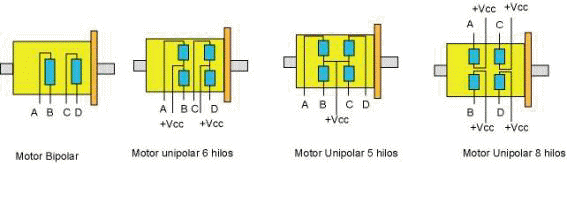 +Vcc +Vcc
A C
A B C D
A B C D
+Vcc +Vcc
A B C D
+Vcc
B D
+Vcc +Vcc
Motor Bipolar
Motor unipolar 6 hilos
Motor Unipolar 5 hilos
Motor Unipolar 8 hilos